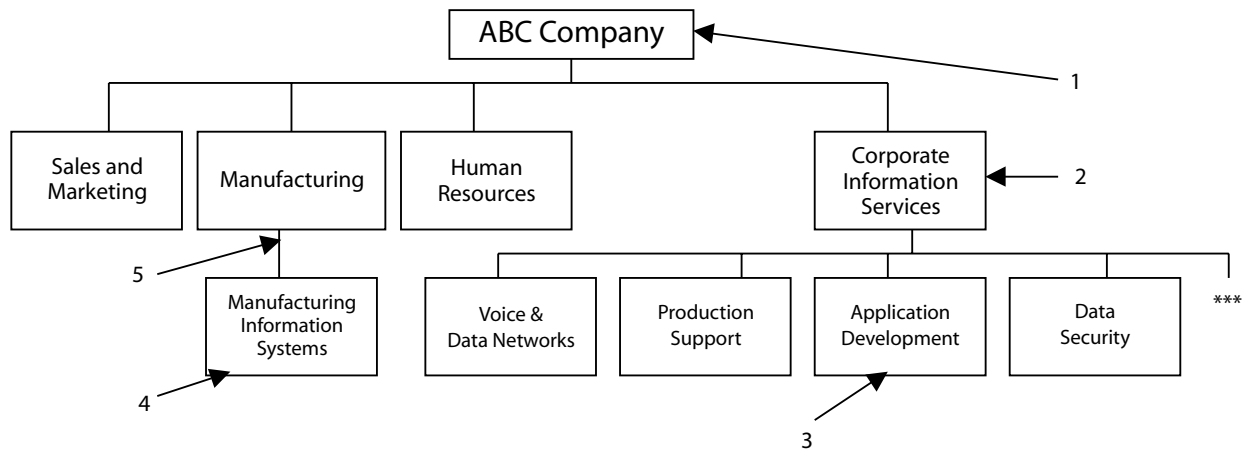 ABC Company
1
Sales and
Marketing
Manufacturing
Human
Resources
Corporate
Information
Services
2
5
Manufacturing
Information
Systems
Voice &
Data Networks
Production
Support
Application
Development
Data
Security
***
4
3